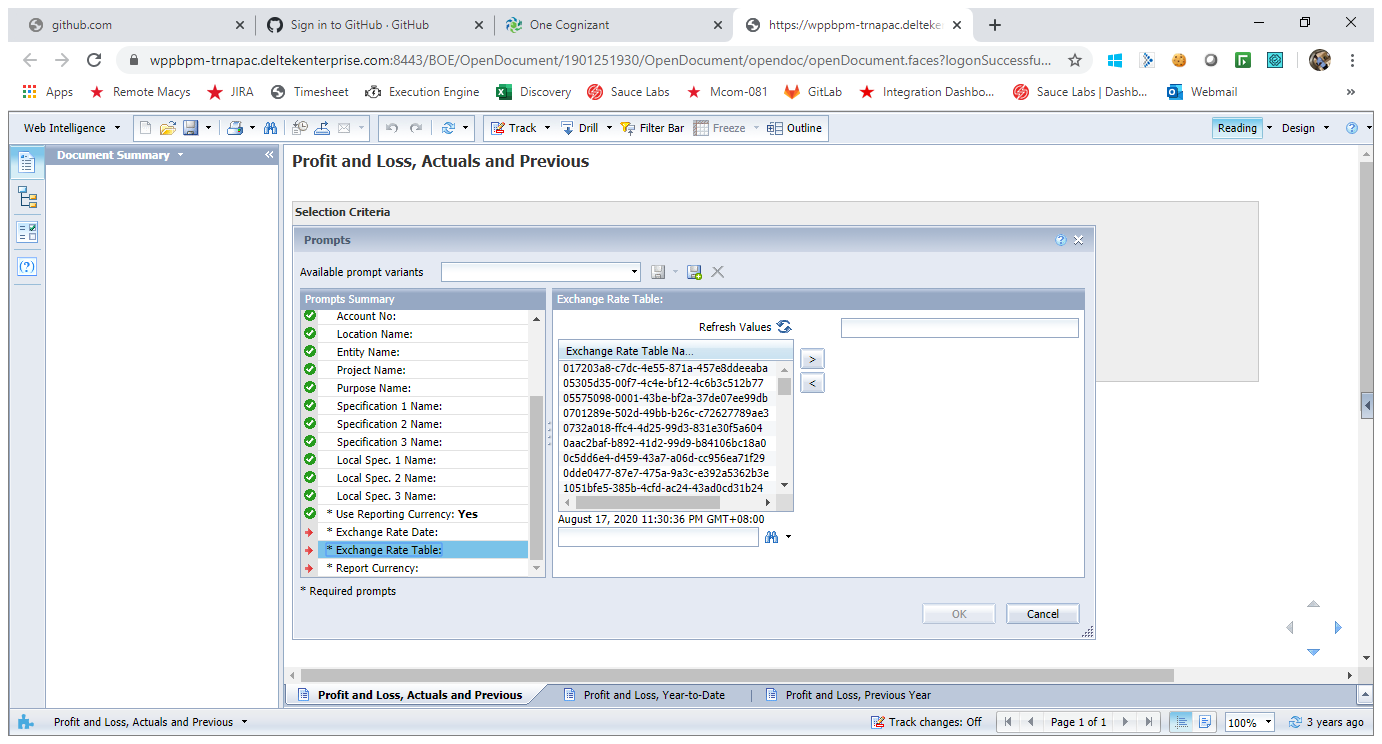 github.com
Sign in to GitHub · GitHub
One Cognizant
https://wppbpm-trnapac.delteke
wppbpm-trnapac.deltekenterprise.com:8443/BOE/OpenDocument/1901251930/OpenDocument/opendoc/openDocument.faces?logonSuccessfu...
Apps
Remote Macys
JIRA
Timesheet
Execution Engine
Discovery
Sauce Labs
Mcom-081
GitLab
Integration Dashbo...
Sauce Labs | Dashb...
Webmail
»
Web Intelligence
Track
Drill
Filter Bar
Freeze
Outline
Reading
Design
Document Summary
«
Profit and Loss, Actuals and Previous
Selection Criteria
Prompts
Available prompt variants
Prompts Summary
Account No:
Location Name:
Entity Name:
Project Name:
Purpose Name:
Specification 1 Name:
Specification 2 Name:
Specification 3 Name:
Local Spec. 1 Name:
Local Spec. 2 Name:
Local Spec. 3 Name:
* Use Reporting Currency: Yes
* Exchange Rate Date:
* Exchange Rate Table:
* Report Currency:
Exchange Rate Table:
Refresh Values
Exchange Rate Table Na...
017203a8-c7dc-4e55-871a-457e8ddeeaba
05305d35-00f7-4c4e-bf12-4c6b3c512b77
05575098-0001-43be-bf2a-37de07ee99db
0701289e-502d-49bb-b26c-c72627789ae3
0732a018-ffc4-4d25-99d3-831e30f5a604
0aac2baf-b892-41d2-99d9-b84106bc18a0
0c5dd6e4-d459-43a7-a06d-cc956ea71f29
0dde0477-87e7-475a-9a3c-e392a5362b3e
1051bfe5-385b-4cfd-ac24-43ad0cd31b24
>
<
August 17, 2020 11:30:36 PM GMT+08:00
* Required prompts
OK
Cancel
Profit and Loss, Actuals and Previous
Profit and Loss, Year-to-Date
Profit and Loss, Previous Year
Profit and Loss, Actuals and Previous
Track changes: Off
Page 1 of 1
100%
3 years ago